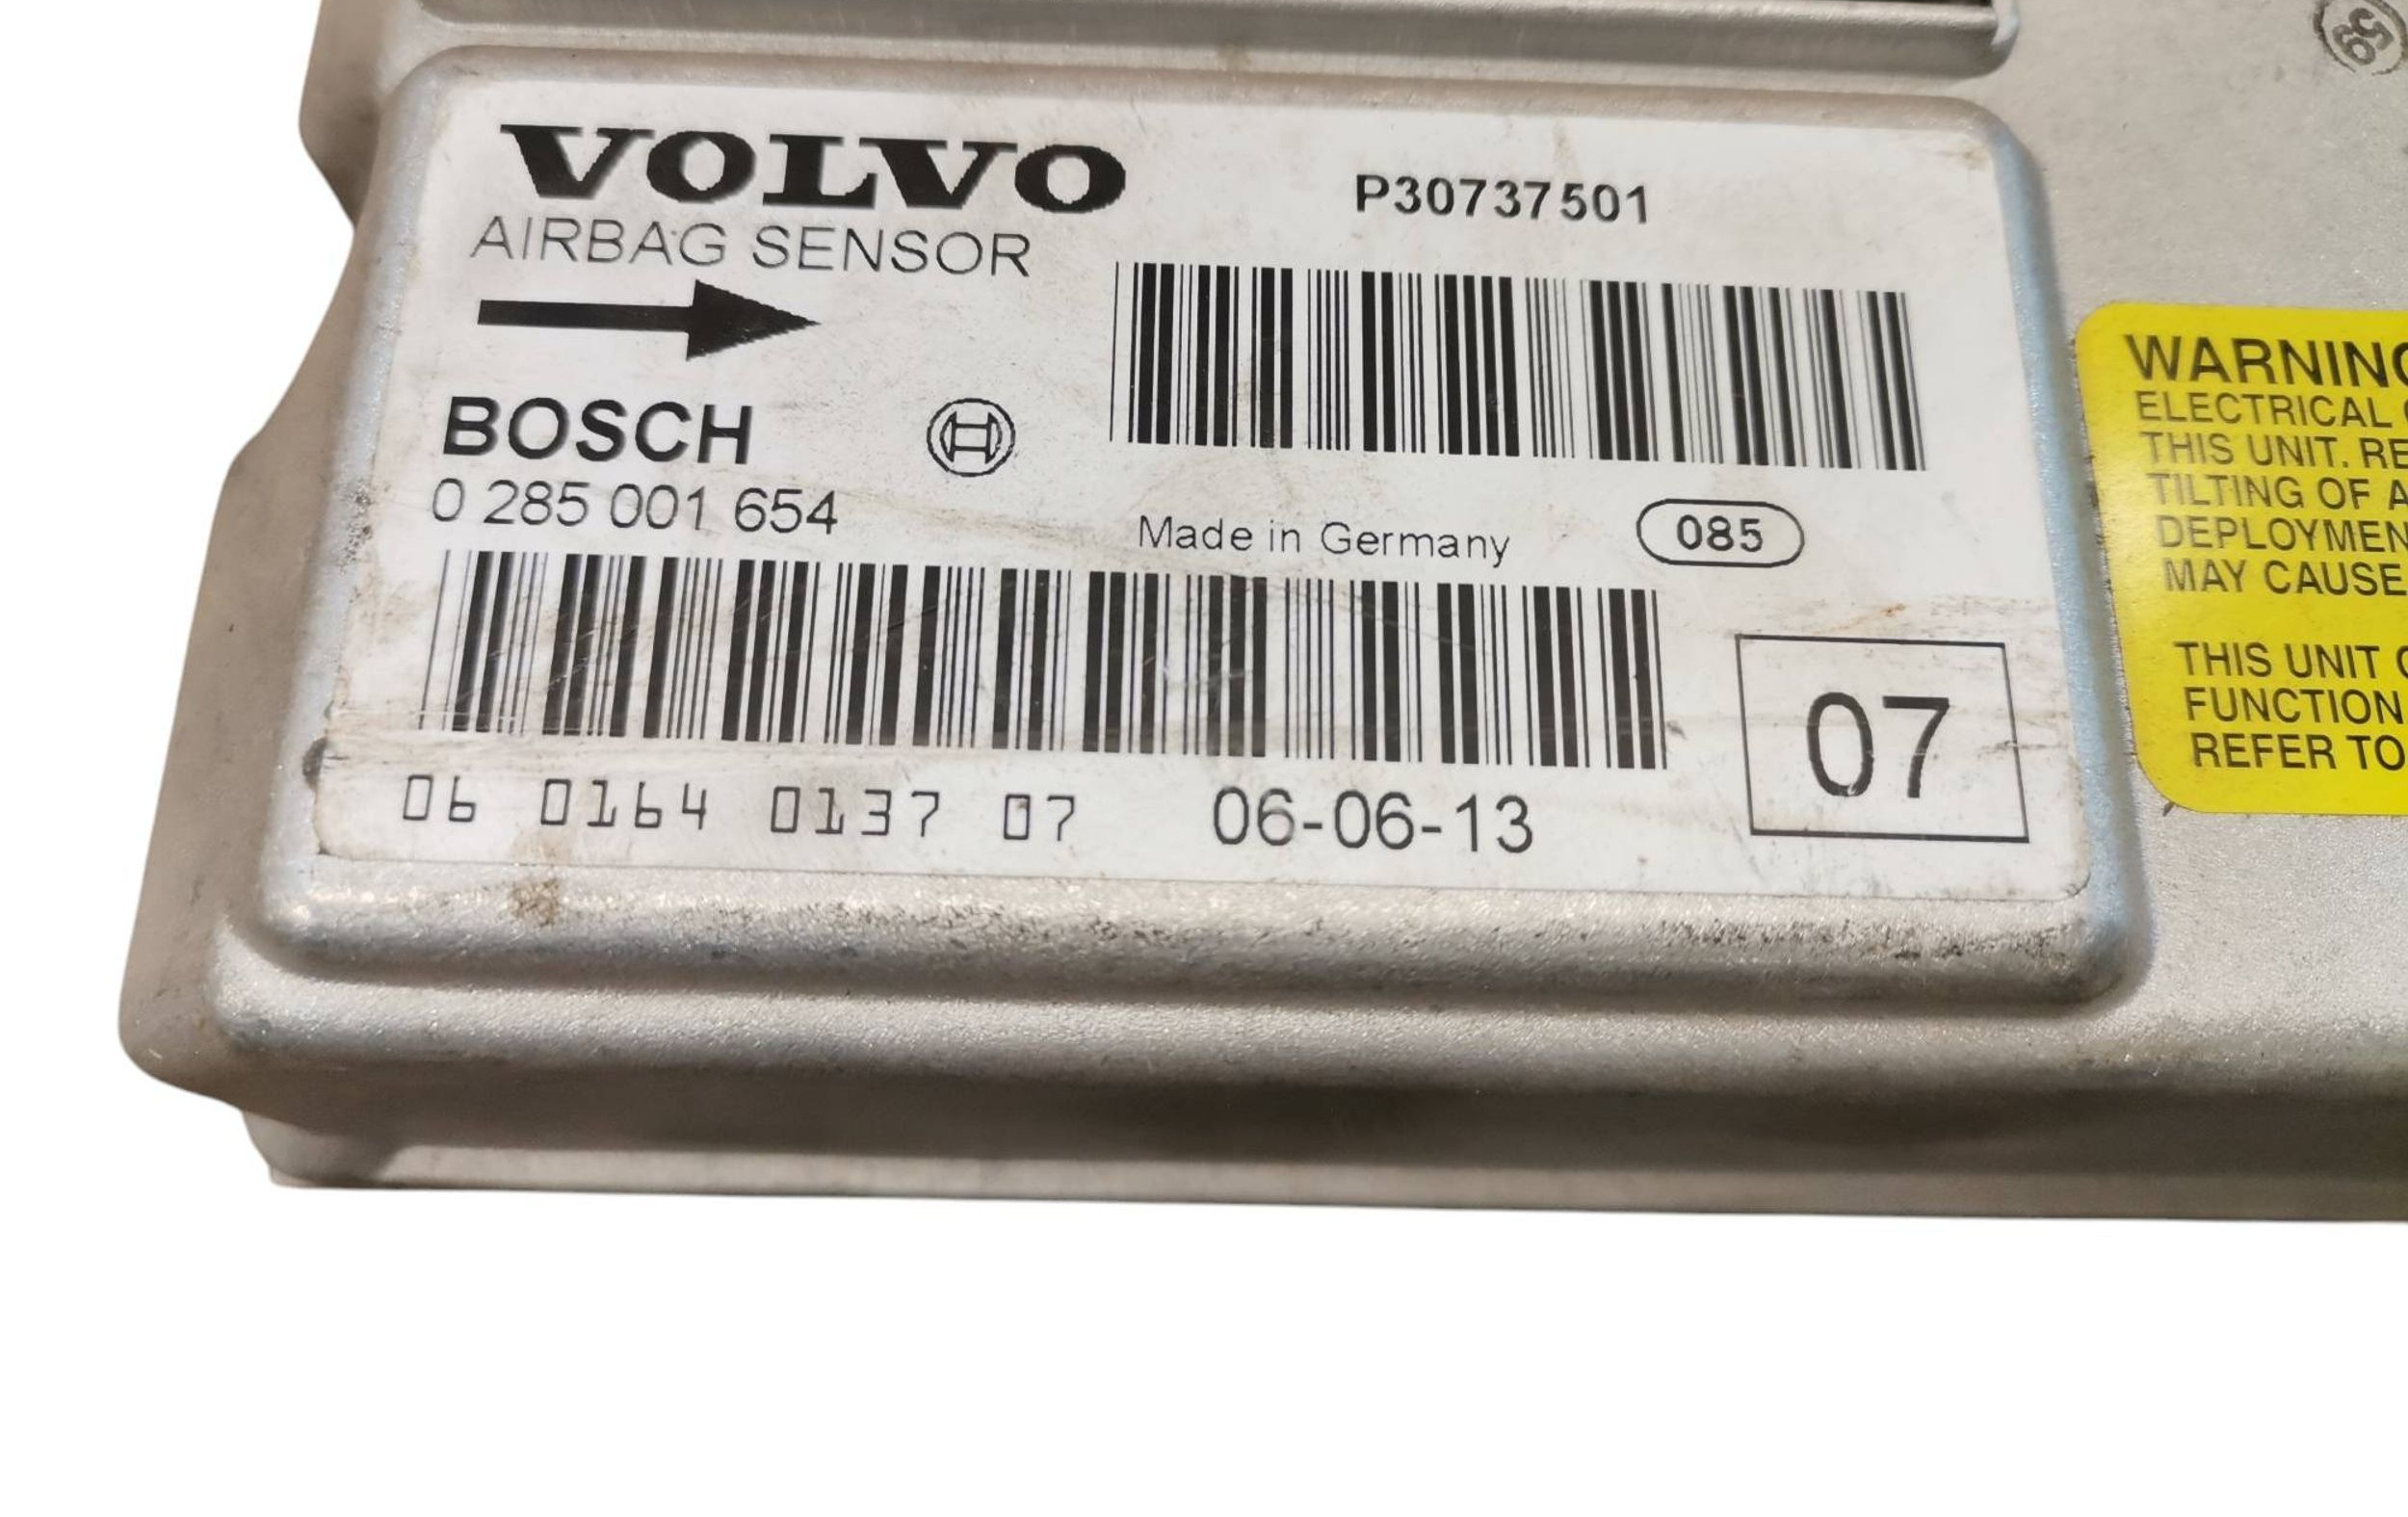 59
VOLVO
P30737501
AIRBAG SENSOR
BOSCH
0 285 001 654
Made in Germany
085
07
06 0164 0137 07
06-06-13
WARNING
ELECTRICAL
THIS UNIT. RE
TILTING OF A
DEPLOYMEN
MAY CAUSE
THIS UNIT
FUNCTION
REFER TO